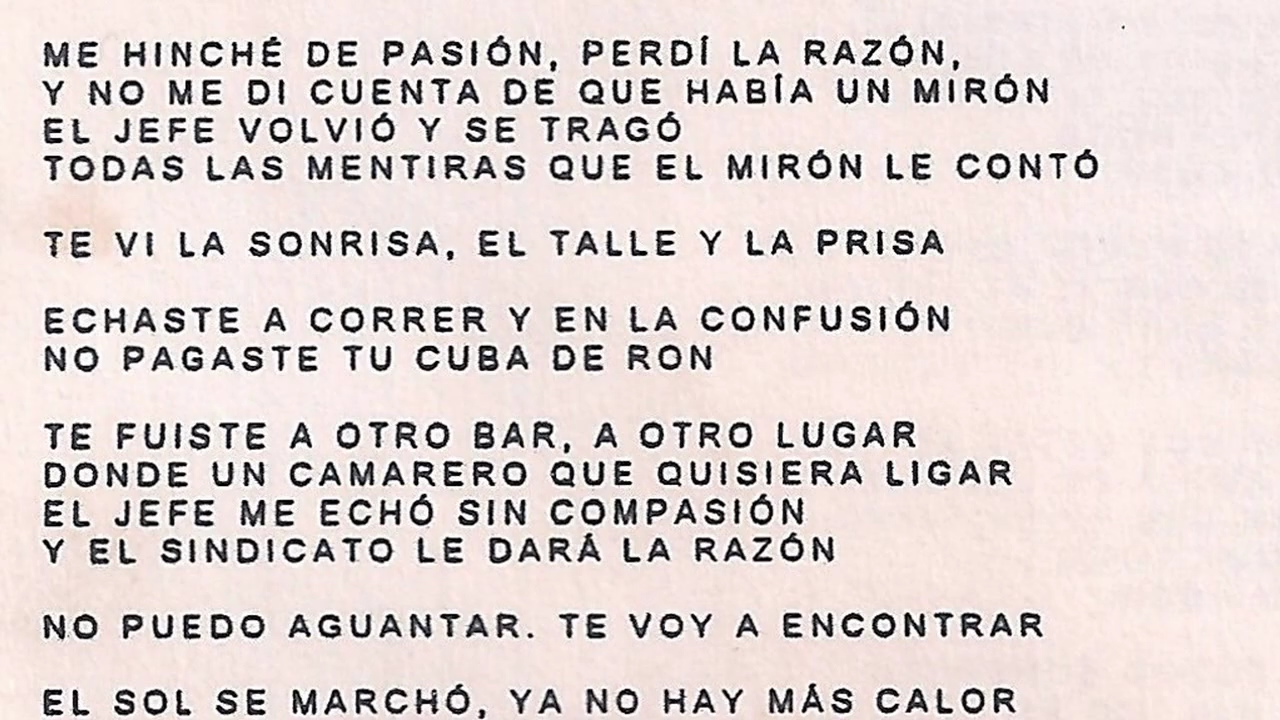 ME HINCHÉ DE PASIÓN, PERDÍ LA RAZÓN,
Y NO ME DI CUENTA DE QUE HABÍA UN MIRÓN
EL JEFE VOLVIÓ Y SE TRAGÓ
TODAS LAS MENTIRAS QUE EL MIRÓN LE CONTÓ
TE VI LA SONRISA, EL TALLE Y LA PRISA
ECHASTE A CORRER Y EN LA CONFUSIÓN
NO PAGASTE TU CUBA DE RON
TE FUISTE A OTRO BAR, A OTRO LUGAR
DONDE UN CAMARERO QUE QUISIERA LIGAR
EL JEFE ME ECHÓ SIN COMPASIÓN
Y EL SINDICATO LE DARÁ LA RAZÓN
NO PUEDO AGUANTAR. TE VOY A ENCONTRAR
EL SOL SE MARCHÓ, YA NO HAY MÁS CALOR